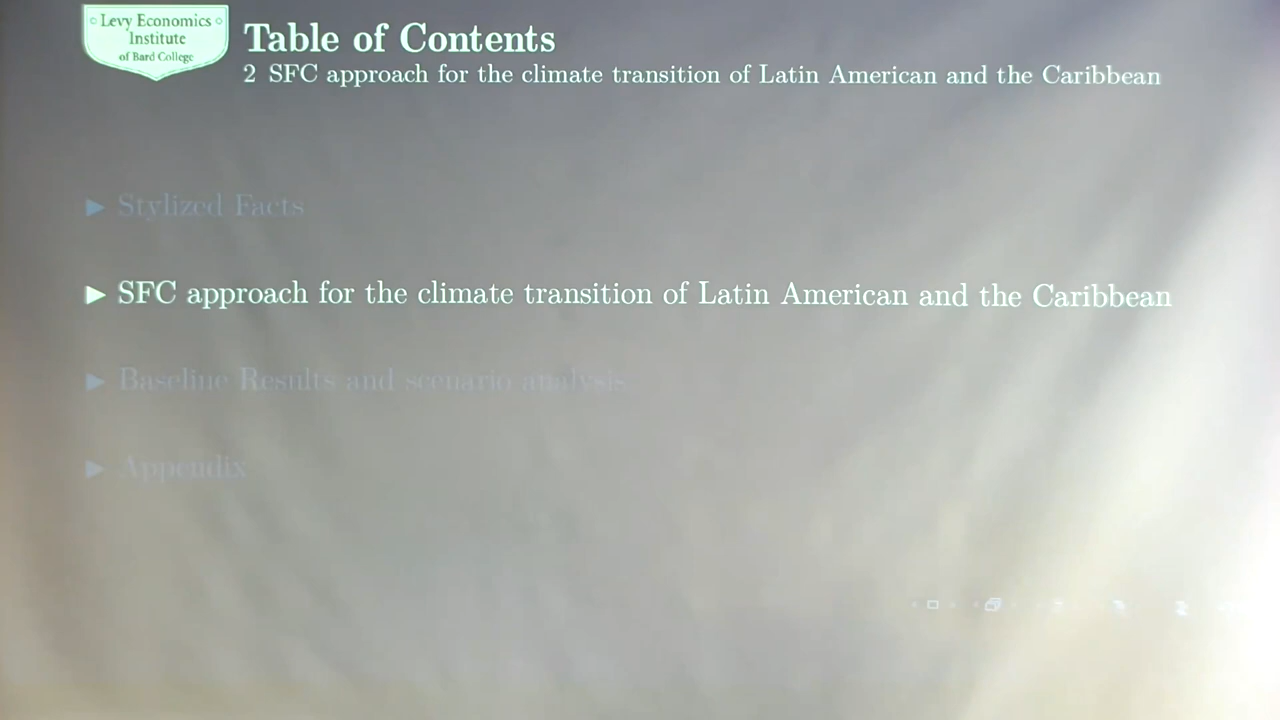 Levy Economics
Institute
of Bard College
Table of Contents
2 SFC approach for the climate transition of Latin American and the Caribbean
▶ Stylized Facts
▶ SFC approach for the climate transition of Latin American and the Caribbean
▶ Baseline Results and scenario analysis
▶ Appendix